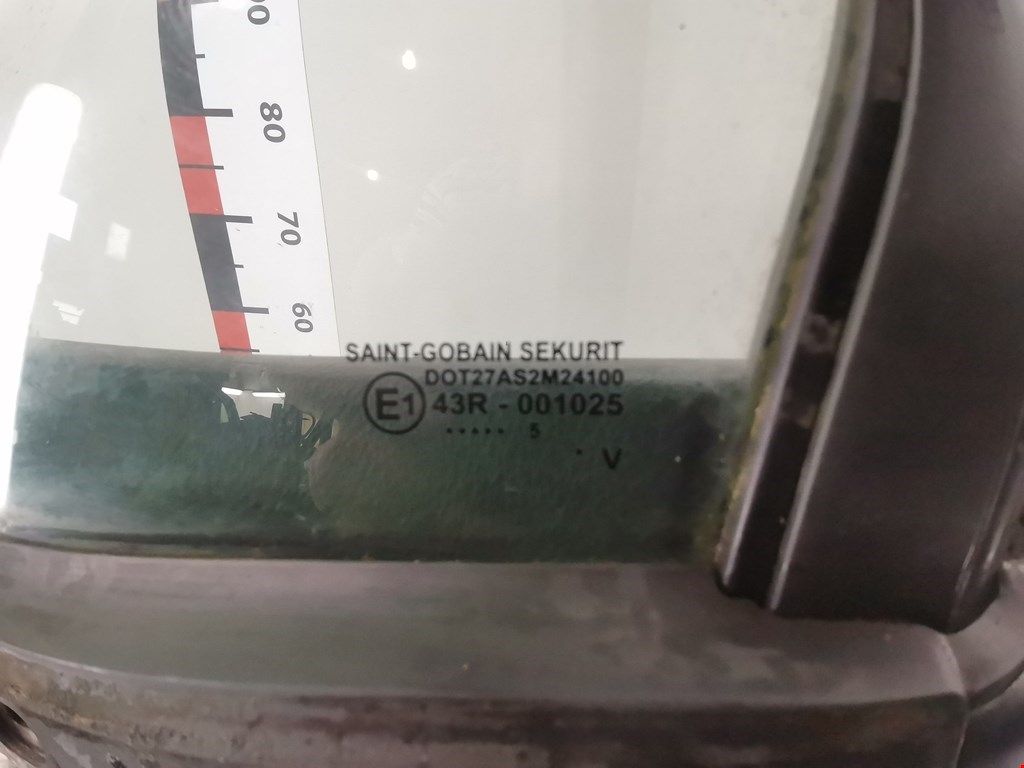 80
70
60
SAINT-GOBAIN SEKURIT
DOT27AS2M24100
E1 43R - 001025
..... 5
. V